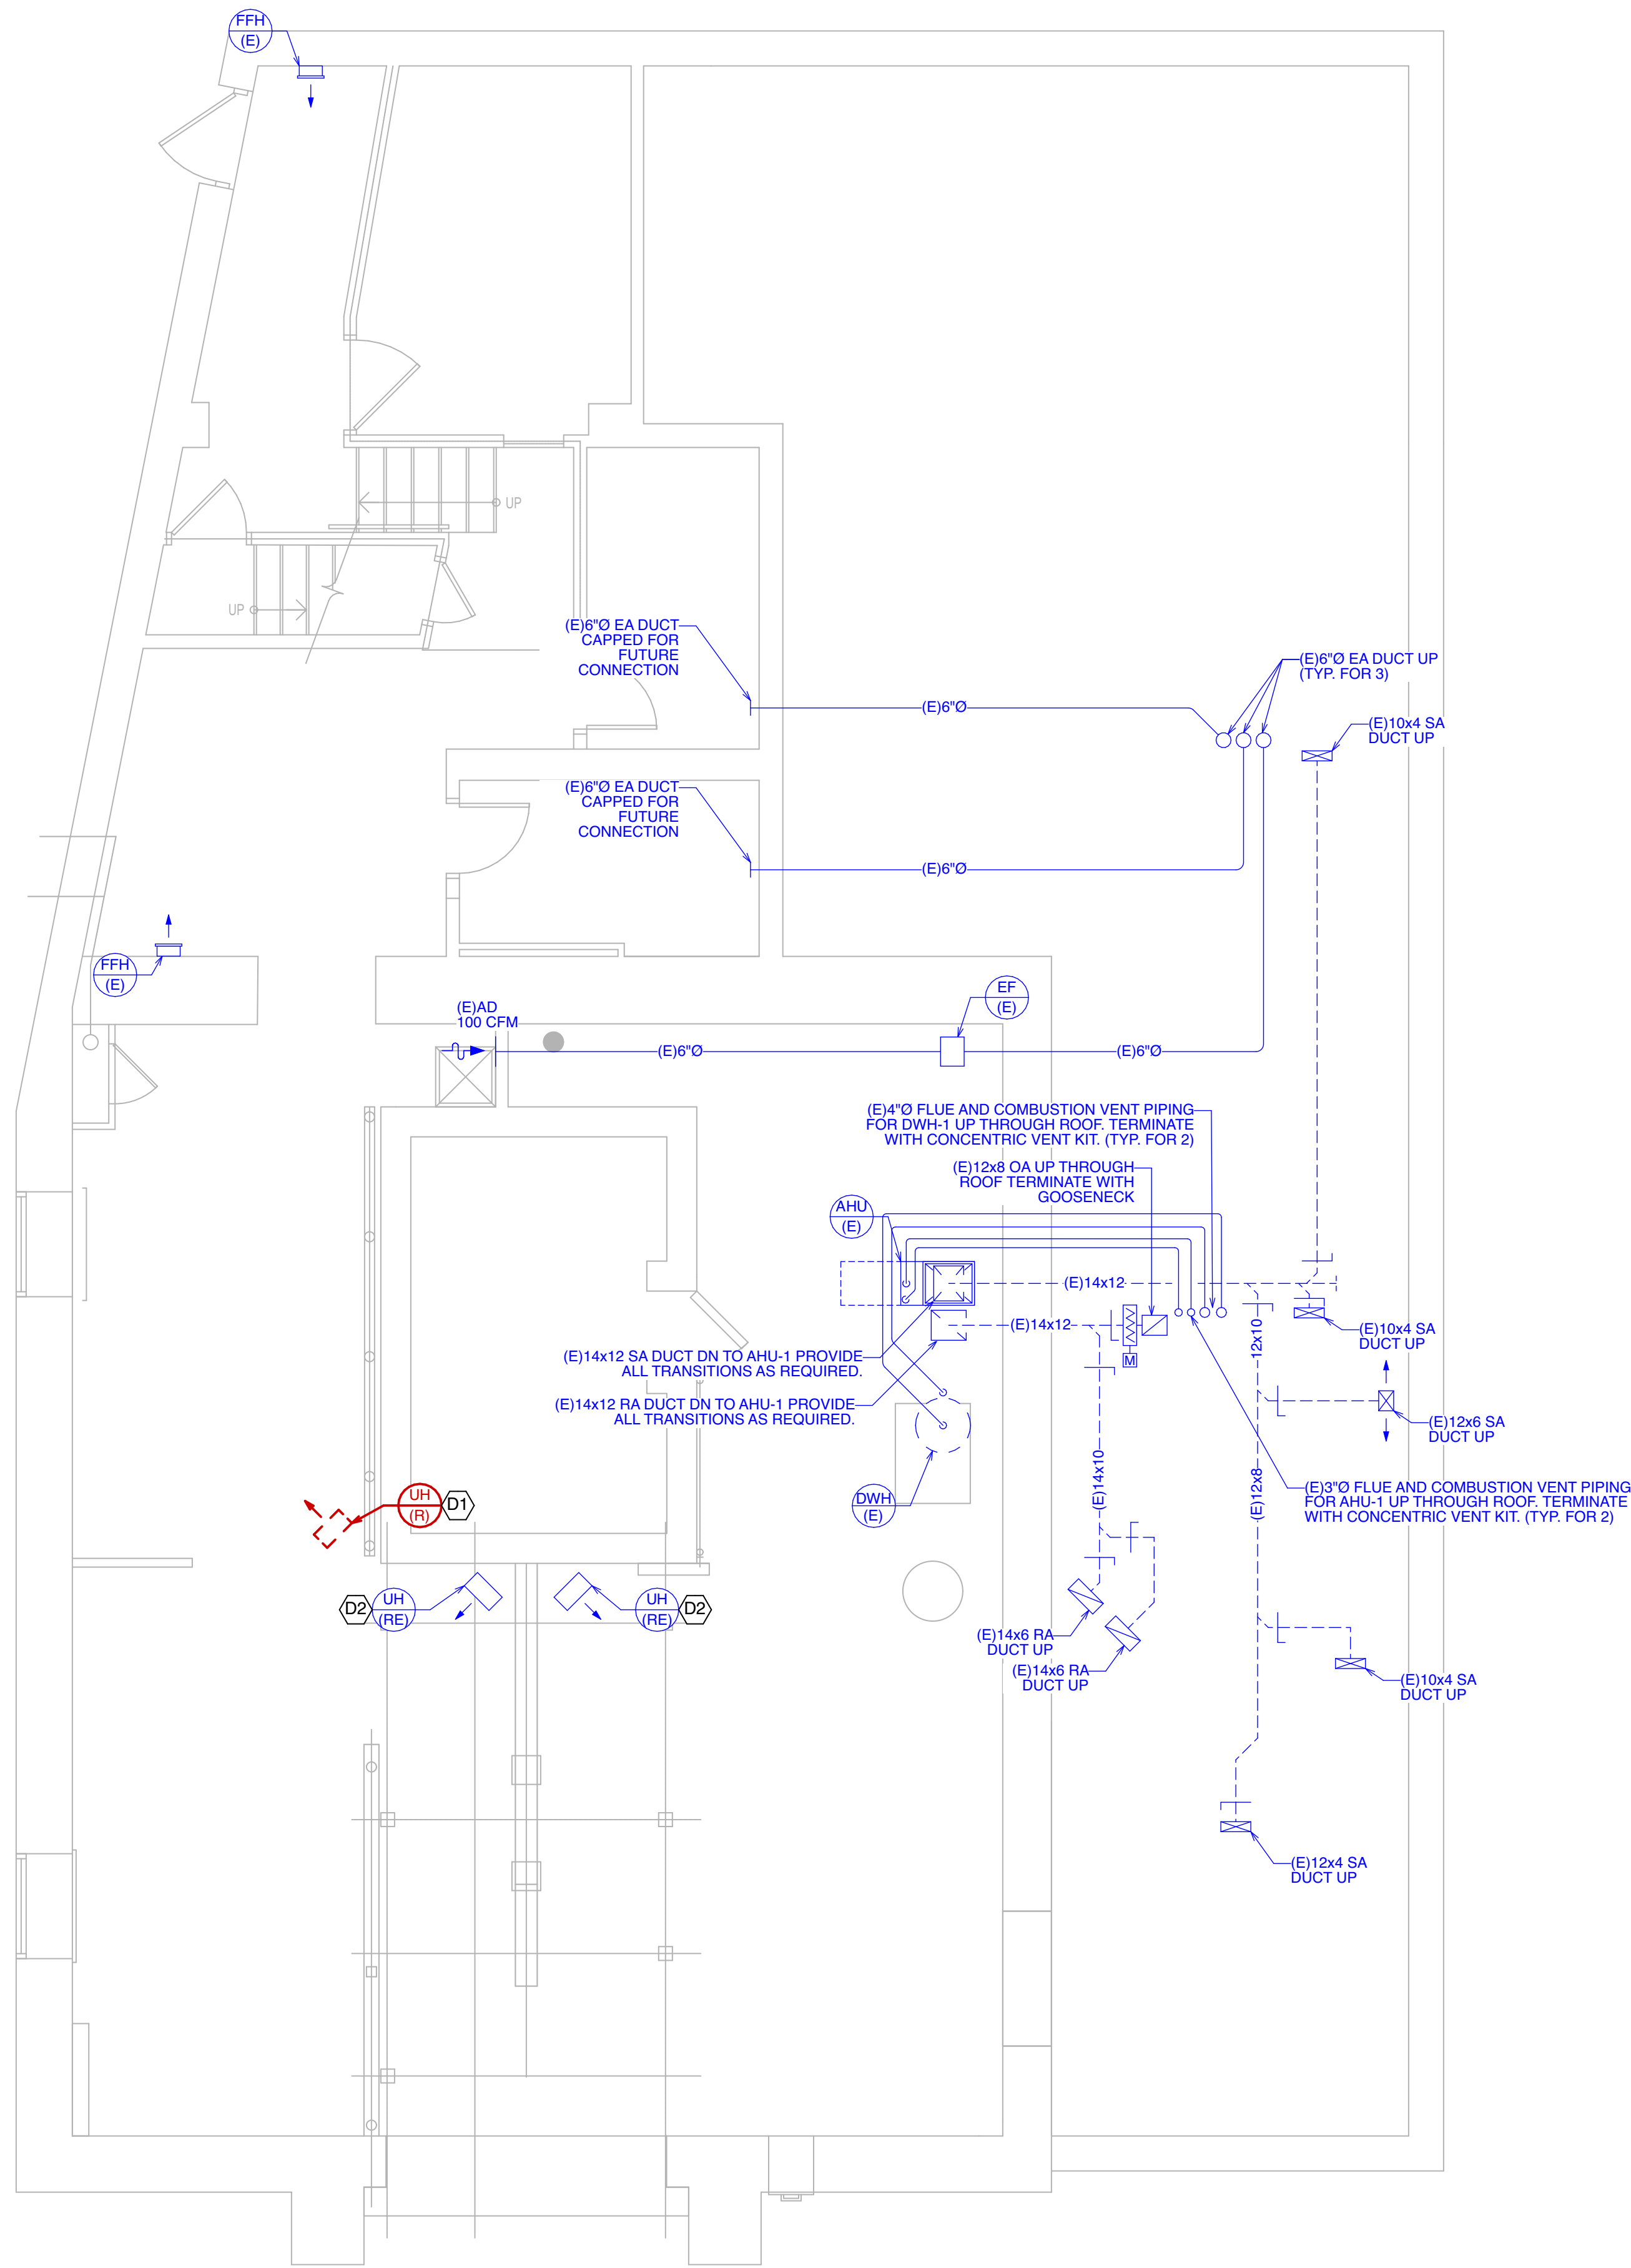 FFH
(E)
UP
UP
(E)6"Ø EA DUCT
CAPPED FOR
FUTURE
CONNECTION
(E)6"Ø
(E)6"Ø EA DUCT UP
(TYP. FOR 3)
(E)10x4 SA
DUCT UP
(E)6"Ø EA DUCT
CAPPED FOR
FUTURE
CONNECTION
(E)6"Ø
FFH
(E)
EF
(E)
(E)AD
100 CFM
(E)6"Ø
(E)6"Ø
(E)4"Ø FLUE AND COMBUSTION VENT PIPING
FOR DWH-1 UP THROUGH ROOF. TERMINATE
WITH CONCENTRIC VENT KIT. (TYP. FOR 2)
(E)12x8 OA UP THROUGH
ROOF TERMINATE WITH
GOOSENECK
AHU
(E)
(E)14x12
(E)14x12
M
12x10
(E)10x4 SA
DUCT UP
(E)14x12 SA DUCT DN TO AHU-1 PROVIDE
ALL TRANSITIONS AS REQUIRED.
(E)14x12 RA DUCT DN TO AHU-1 PROVIDE
ALL TRANSITIONS AS REQUIRED.
(E)12x6 SA
DUCT UP
(E)14x10
(E)12x8
(E)3"Ø FLUE AND COMBUSTION VENT PIPING
FOR AHU-1 UP THROUGH ROOF. TERMINATE
WITH CONCENTRIC VENT KIT. (TYP. FOR 2)
DWH
(E)
UH
(R)
D1
D2
UH
(RE)
UH
(RE)
D2
(E)14x6 RA
DUCT UP
(E)14x6 RA
DUCT UP
(E)10x4 SA
DUCT UP
(E)12x4 SA
DUCT UP